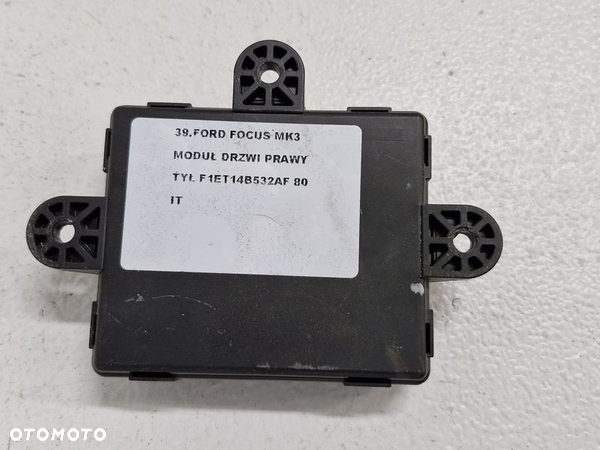 39.FORD FOCUS MK3
MODUŁ DRZWI PRAWY
TYŁ F1ET14B532AF 80
IT
OTOMOTO